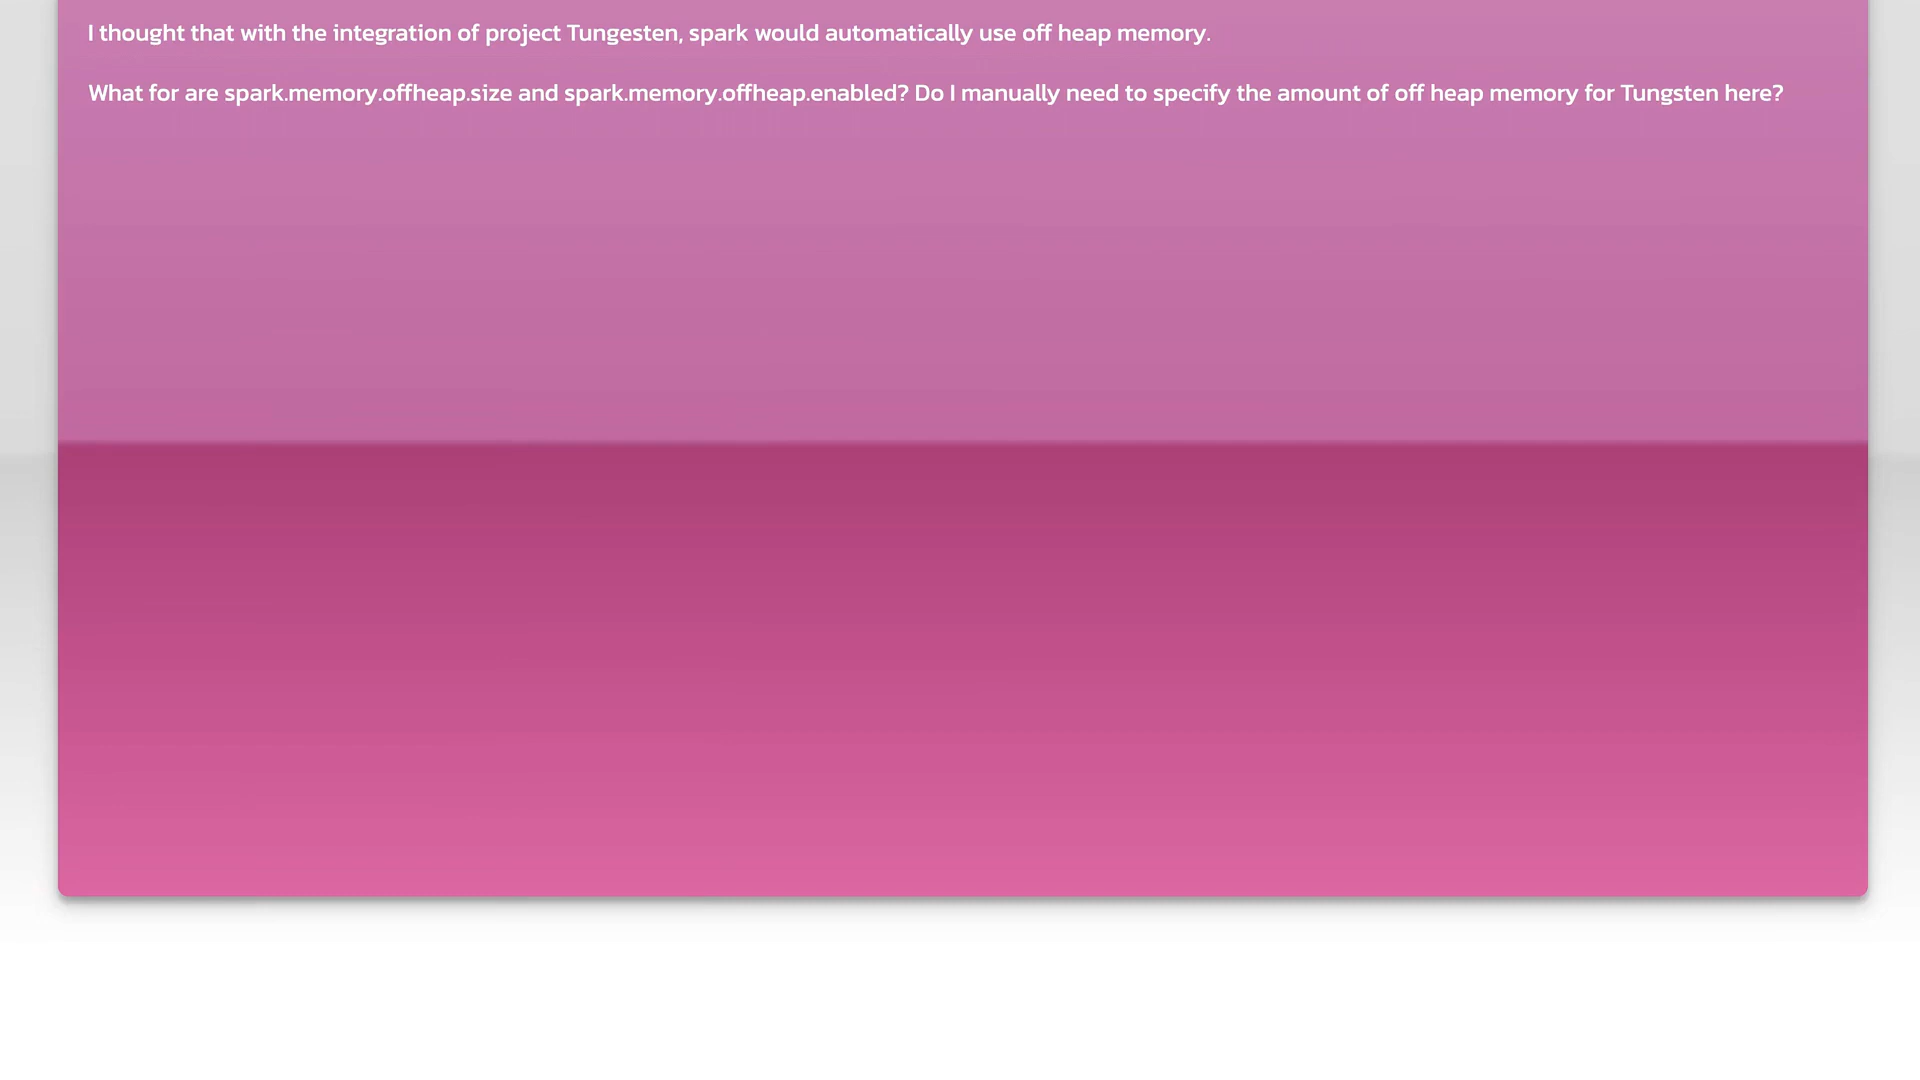 I thought that with the integration of project Tungesten, spark would automatically use off heap memory.
What for are spark.memory.offheap.size and spark.memory.offheap.enabled? Do I manually need to specify the amount of off heap memory for Tungsten here?